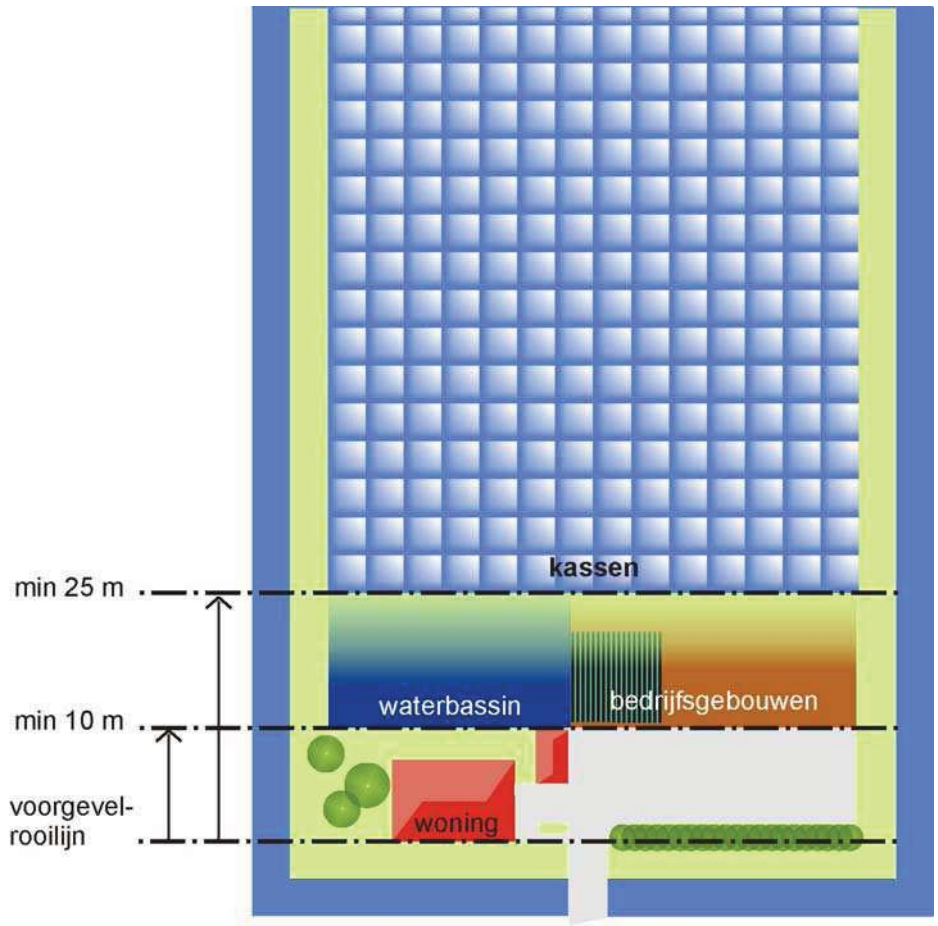 kassen
min 25 m
waterbassin
bedrijfsgebouwen
min 10 m
voorgevel-
rooilijn
woning